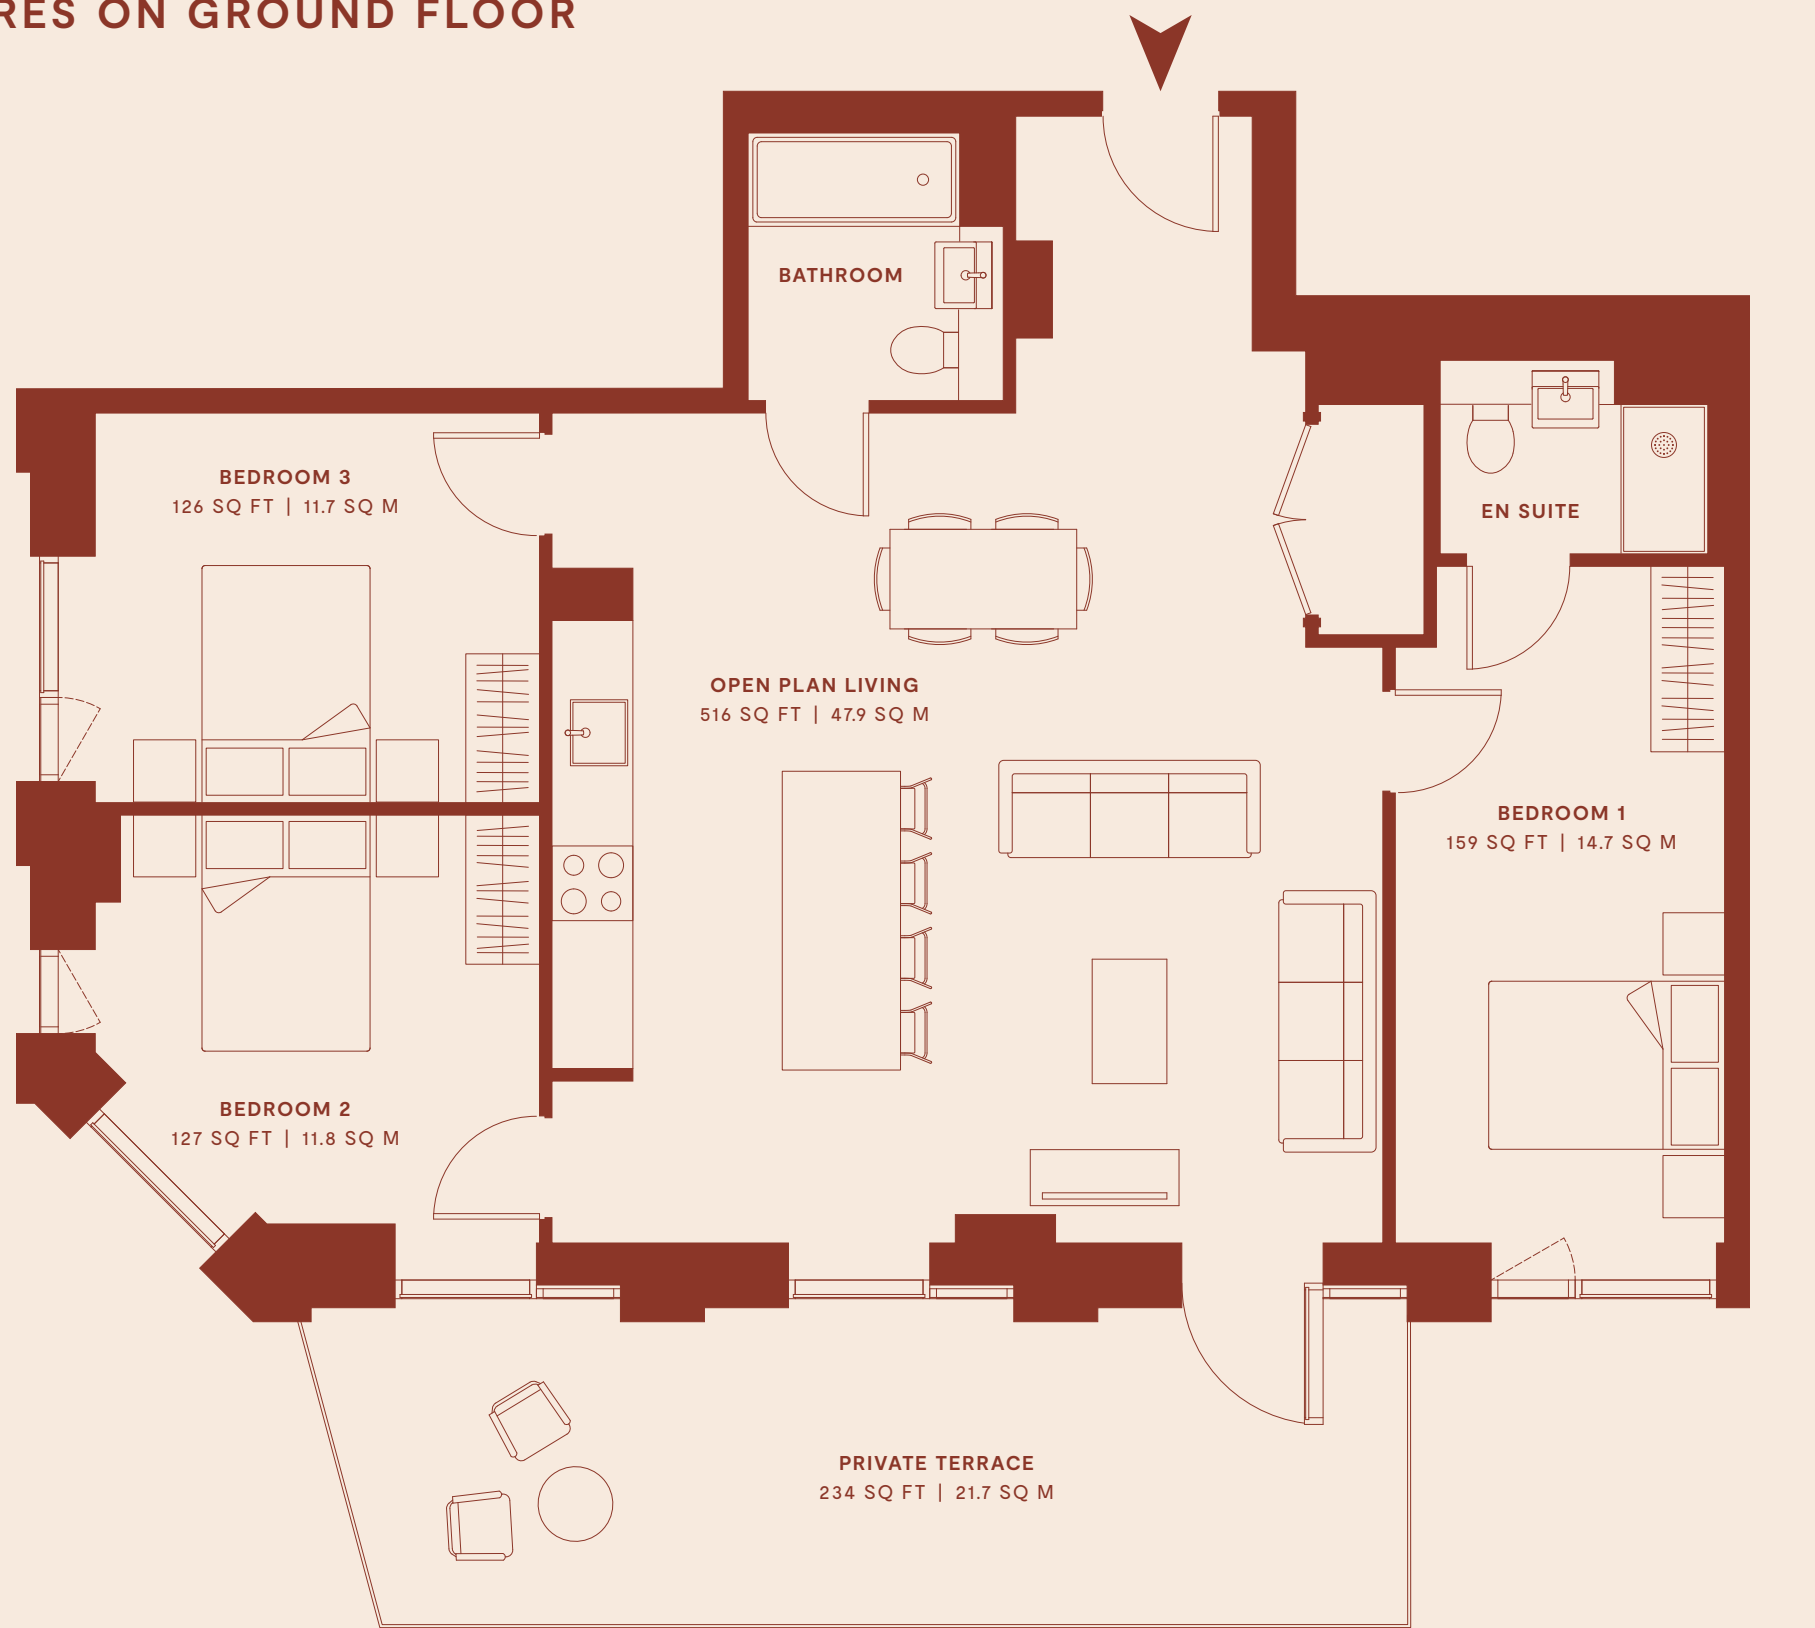 RES ON GROUND FLOOR
BATHROOM
BEDROOM 3
126 SQ FT | 11.7 SQ M
EN SUITE
OPEN PLAN LIVING
516 SQ FT | 47.9 SQ M
BEDROOM 1
159 SQ FT | 14.7 SQ M
BEDROOM 2
127 SQ FT | 11.8 SQ M
PRIVATE TERRACE
234 SQ FT | 21.7 SQ M